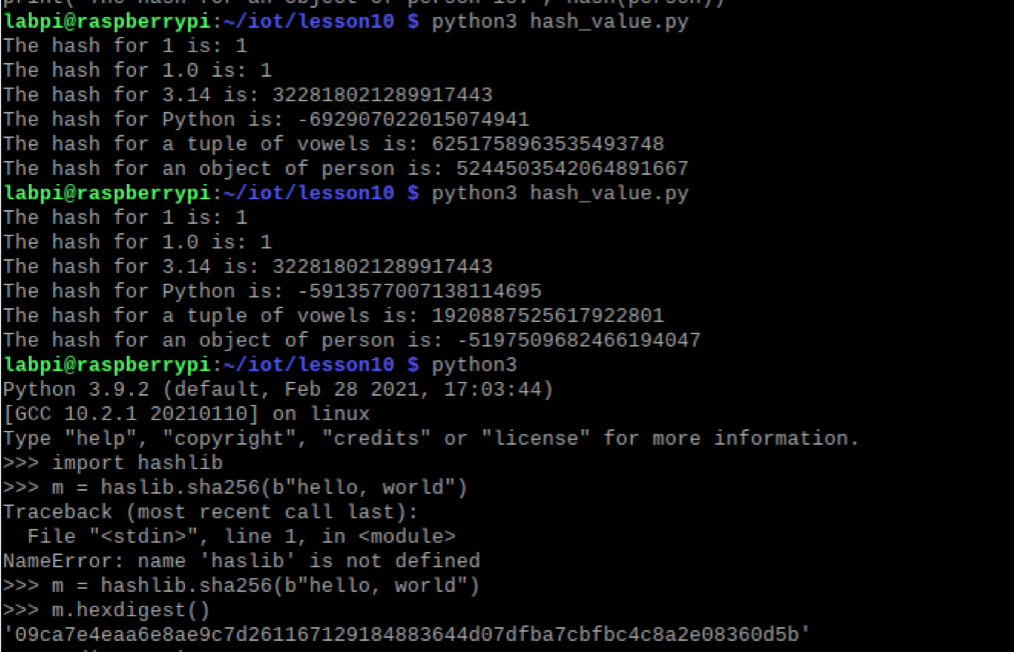 print( The hash for an object of person is: , hash(person))
labpi@raspberrypi:~/iot/lesson10 $ python3 hash_value.py
The hash for 1 is: 1
The hash for 1.0 is: 1
The hash for 3.14 is: 322818021289917443
The hash for Python is: -692907022015074941
The hash for a tuple of vowels is: 6251758963535493748
The hash for an object of person is: 5244503542064891667
labpi@raspberrypi:~/iot/lesson10 $ python3 hash_value.py
The hash for 1 is: 1
The hash for 1.0 is: 1
The hash for 3.14 is: 322818021289917443
The hash for Python is: -5913577007138114695
The hash for a tuple of vowels is: 1920887525617922801
The hash for an object of person is: -5197509682466194047
labpi@raspberrypi:~/iot/lesson10 $ python3
Python 3.9.2 (default, Feb 28 2021, 17:03:44)
[GCC 10.2.1 20210110] on linux
Type "help", "copyright", "credits" or "license" for more information.
>>> import hashlib
>>> m = haslib.sha256(b"hello, world")
Traceback (most recent call last):
  File "<stdin>", line 1, in <module>
NameError: name 'haslib' is not defined
>>> m = hashlib.sha256(b"hello, world")
>>> m.hexdigest()
'09ca7e4eaa6e8ae9c7d261167129184883644d07dfba7cbfbc4c8a2e08360d5b'